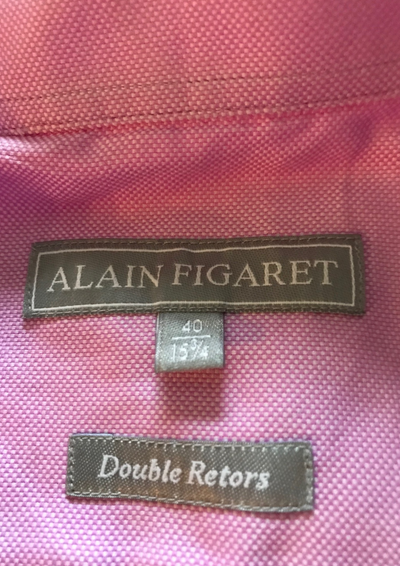 ALAIN FIGARET
40
15¾
Double Retors